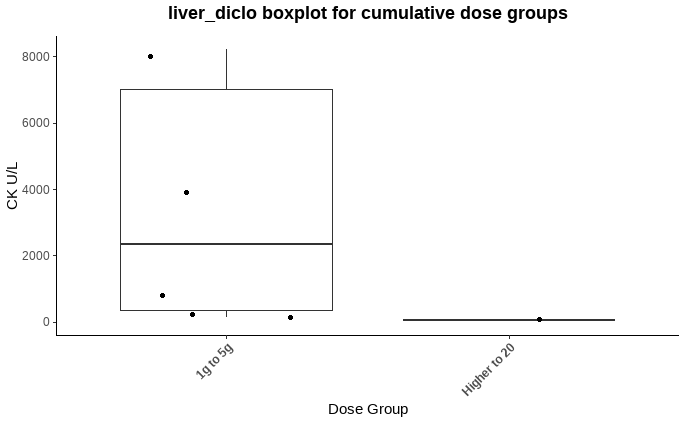 liver_diclo boxplot for cumulative dose groups
CK U/L
8000
6000
4000
2000
0
1g to 5g
Higher to 20
Dose Group